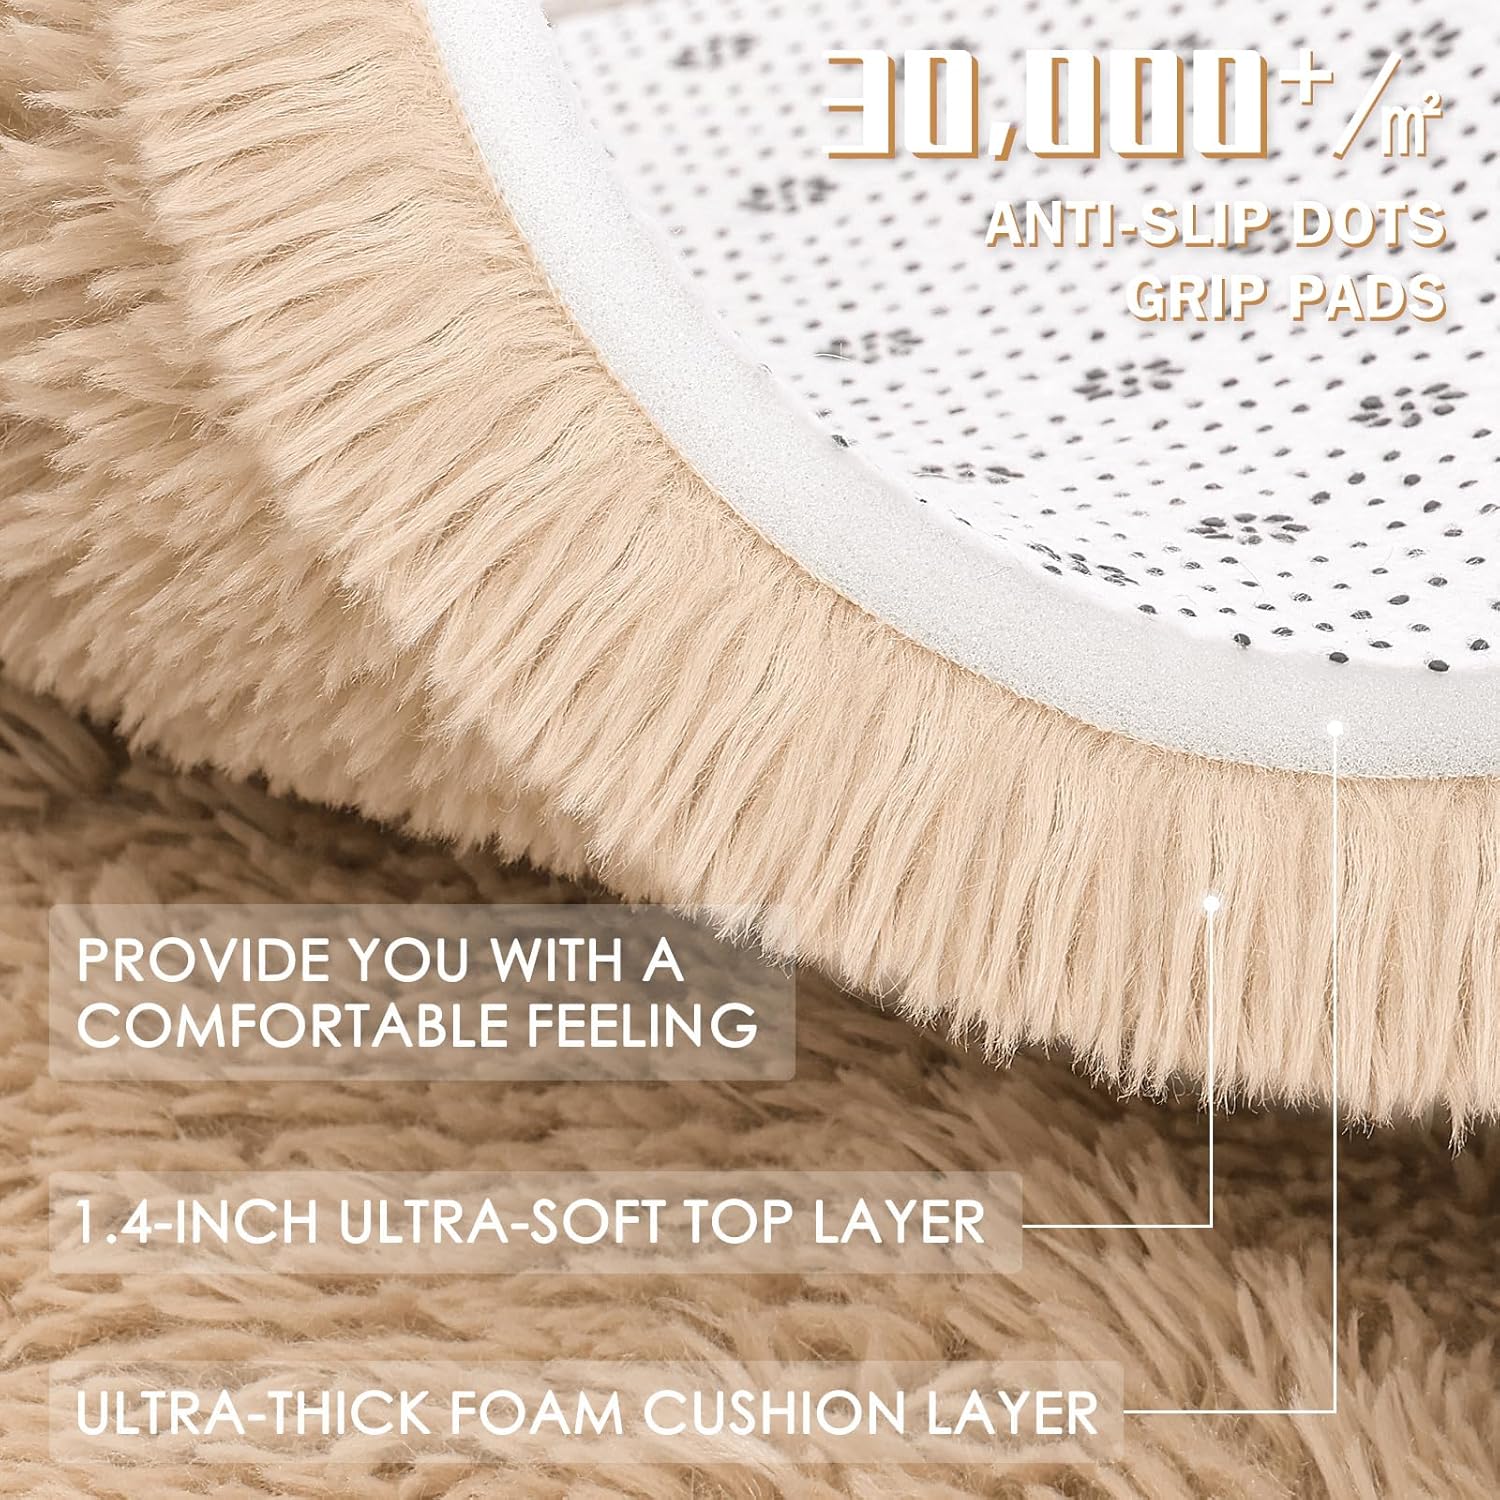 30,000+/㎡
ANTI-SLIP DOTS
GRIP PADS
PROVIDE YOU WITH A
COMFORTABLE FEELING
1.4-INCH ULTRA-SOFT TOP LAYER
ULTRA-THICK FOAM CUSHION LAYER